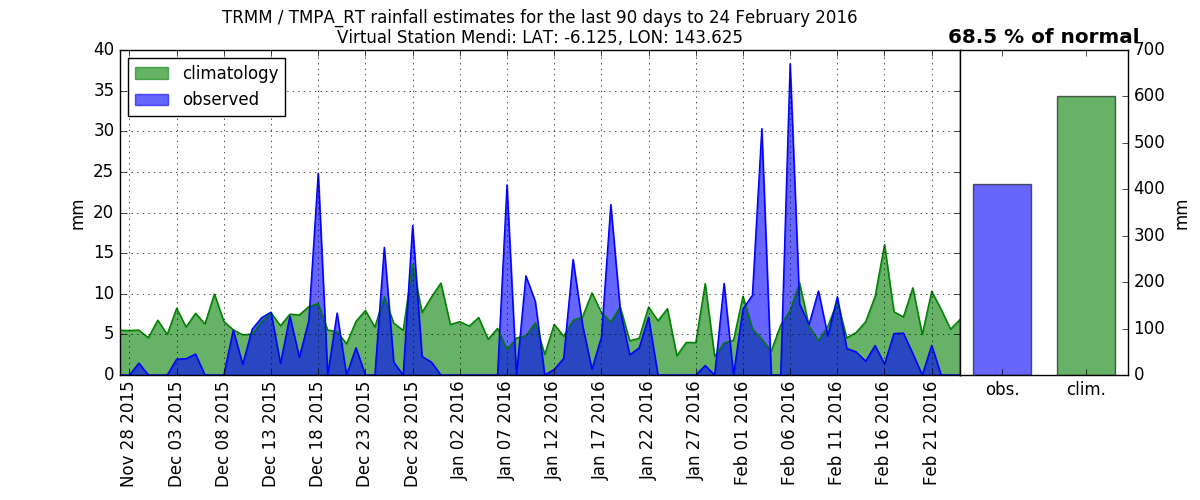 TRMM / TMPA_RT rainfall estimates for the last 90 days to 24 February 2016
Virtual Station Mendi: LAT: -6.125, LON: 143.625
68.5 % of normal
climatology
observed
40
35
30
25
20
15
10
5
0
mm
Nov 28 2015
Dec 03 2015
Dec 08 2015
Dec 13 2015
Dec 18 2015
Dec 23 2015
Dec 28 2015
Jan 02 2016
Jan 07 2016
Jan 12 2016
Jan 17 2016
Jan 22 2016
Jan 27 2016
Feb 01 2016
Feb 06 2016
Feb 11 2016
Feb 16 2016
Feb 21 2016
700
600
500
400
300
200
100
0
mm
obs.
clim.